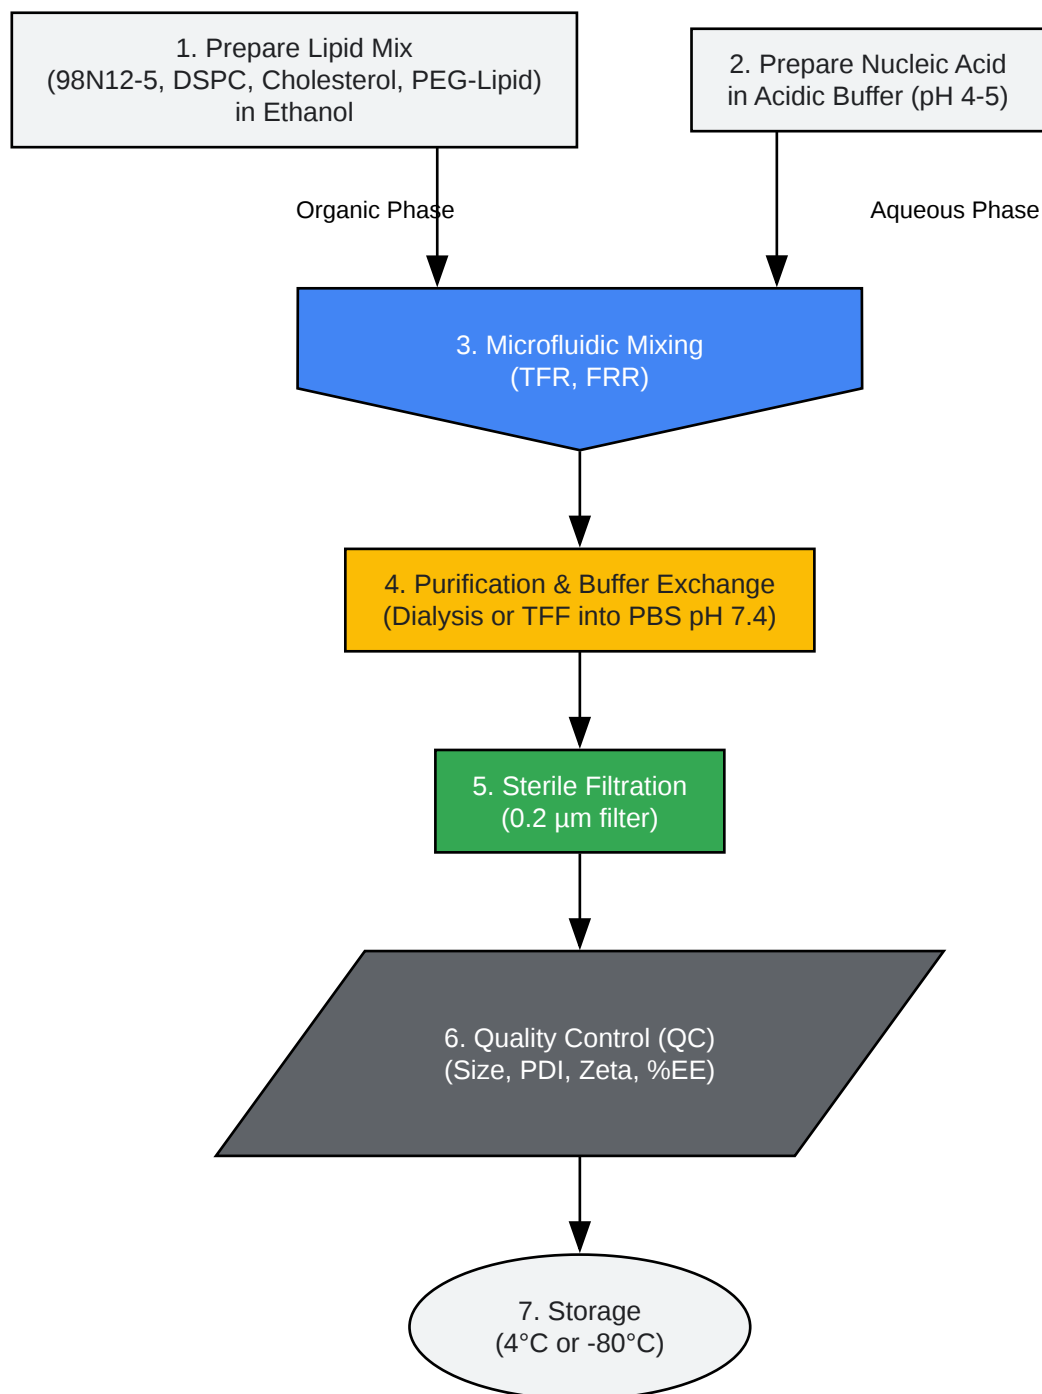 1. Prepare Lipid Mix
(98N12-5, DSPC, Cholesterol, PEG-Lipid)
in Ethanol
2. Prepare Nucleic Acid
in Acidic Buffer (pH 4-5)
Organic Phase
Aqueous Phase
3. Microfluidic Mixing
(TFR, FRR)
4. Purification & Buffer Exchange
(Dialysis or TFF into PBS pH 7.4)
5. Sterile Filtration
(0.2 µm filter)
6. Quality Control (QC)
(Size, PDI, Zeta, %EE)
7. Storage
(4°C or -80°C)